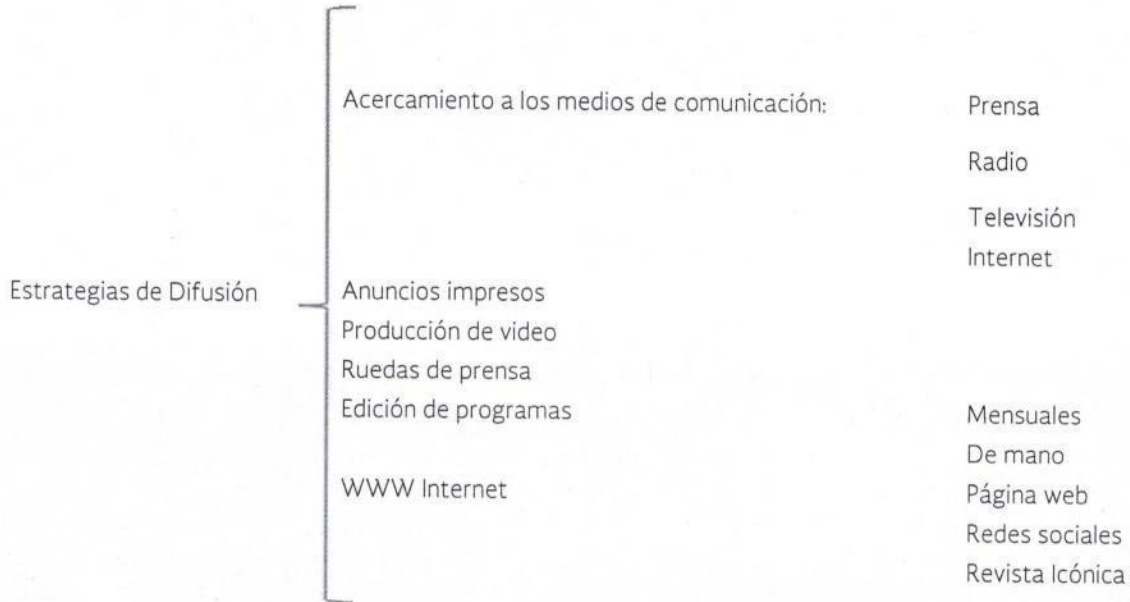 Acercamiento a los medios de comunicación: Prensa
Radio
Televisión
Internet
Estrategias de Difusión Anuncios impresos
Producción de video
Ruedas de prensa
Edición de programas Mensuales
De mano
WWW Internet Página web
Redes sociales
Revista Icónica